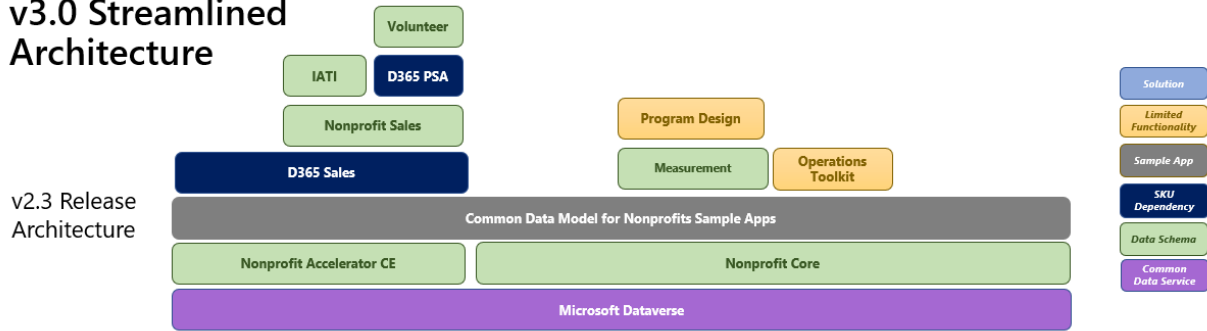 v3.0 Streamlined
Architecture
Volunteer
IATI
D365 PSA
Nonprofit Sales
D365 Sales
Program Design
Measurement
Operations
Toolkit
v2.3 Release
Architecture
Common Data Model for Nonprofits Sample Apps
Nonprofit Accelerator CE
Nonprofit Core
Microsoft Dataverse
Solution
Limited
Functionality
Sample App
SKU
Dependency
Data Schema
Common
Data Service